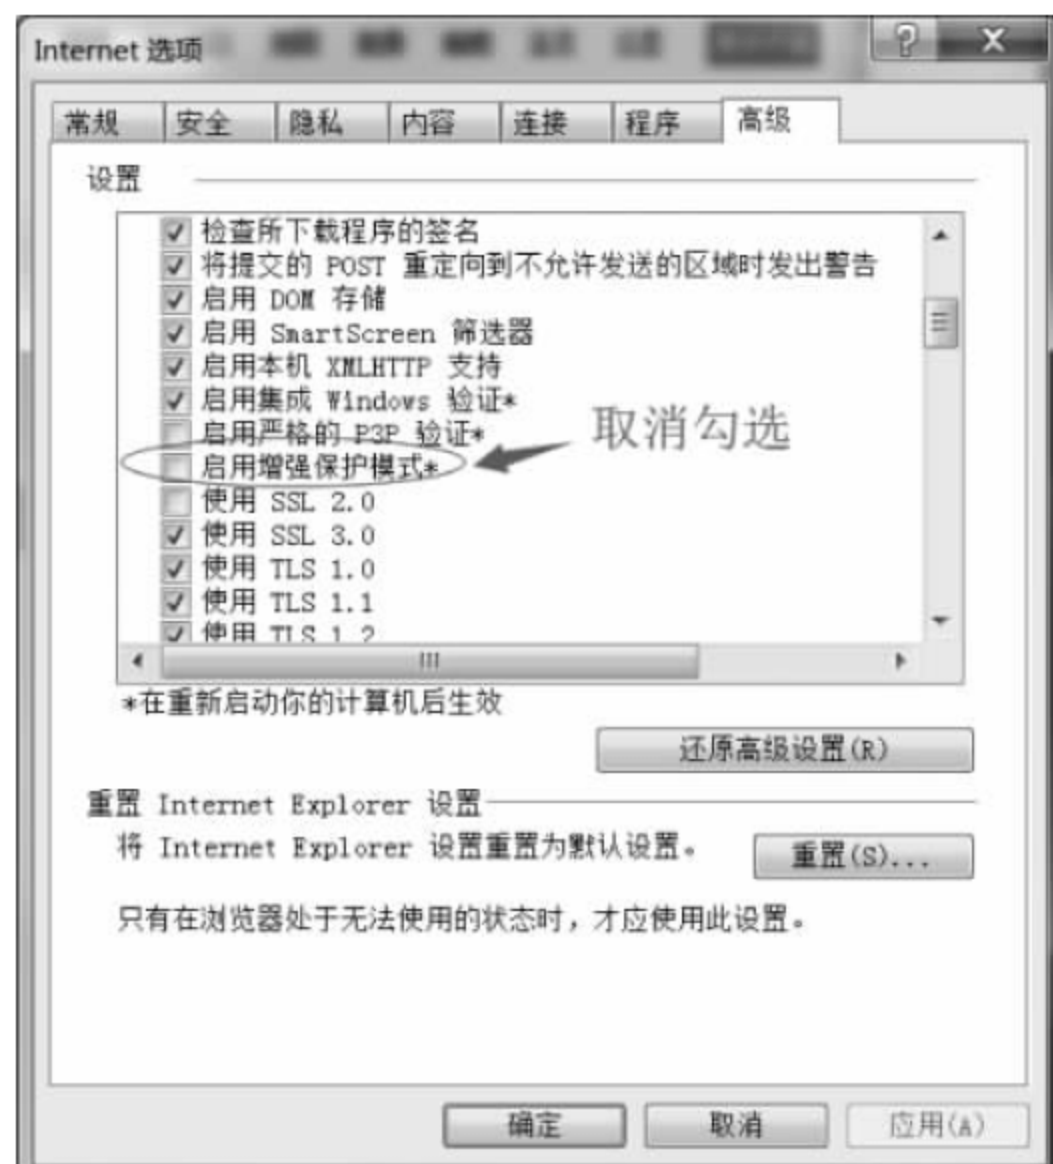 Internet 选项
常规 安全 隐私 内容 连接 程序 高级
设置
检查所下载程序的签名
将提交的 POST 重定向到不允许发送的区域时发出警告
启用 DOM 存储
启用 SmartScreen 筛选器
启用本机 XMLHTTP 支持
启用集成 Windows 验证*
启用严格的 P3P 验证*
取消勾选
启用增强保护模式*
使用 SSL 2.0
使用 SSL 3.0
使用 TLS 1.0
使用 TLS 1.1
使用 TLS 1.2
*在重新启动你的计算机后生效
还原高级设置(R)
重置 Internet Explorer 设置
将 Internet Explorer 设置重置为默认设置。
重置(S)...
只有在浏览器处于无法使用的状态时，才应使用此设置。
确定 取消 应用(A)